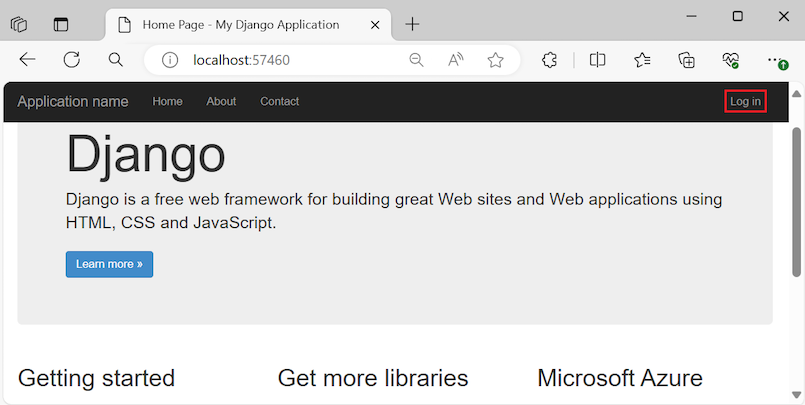 Home Page - My Django Application
localhost:57460
Application name Home About Contact Log in
Django
Django is a free web framework for building great Web sites and Web applications using
HTML, CSS and JavaScript.
Learn more »
Getting started Get more libraries Microsoft Azure